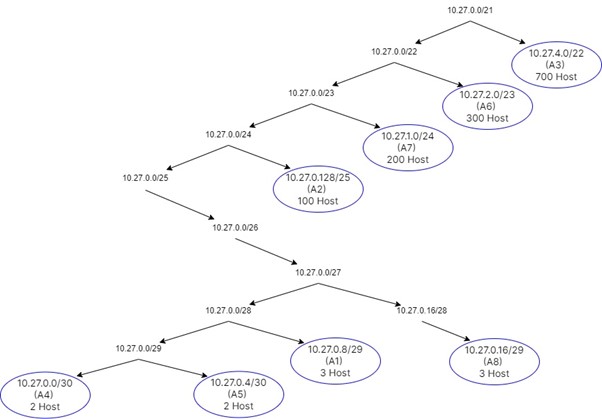 10.27.0.0/21
10.27.0.0/22
10.27.4.0/22
(A3)
700 Host
10.27.0.0/23
10.27.2.0/23
(A6)
300 Host
10.27.0.0/24
10.27.1.0/24
(A7)
200 Host
10.27.0.0/25
10.27.0.128/25
(A2)
100 Host
10.27.0.0/26
10.27.0.0/27
10.27.0.0/28
10.27.0.16/28
10.27.0.0/29
10.27.0.8/29
(A1)
3 Host
10.27.0.16/29
(A8)
3 Host
10.27.0.0/30
(A4)
2 Host
10.27.0.4/30
(A5)
2 Host